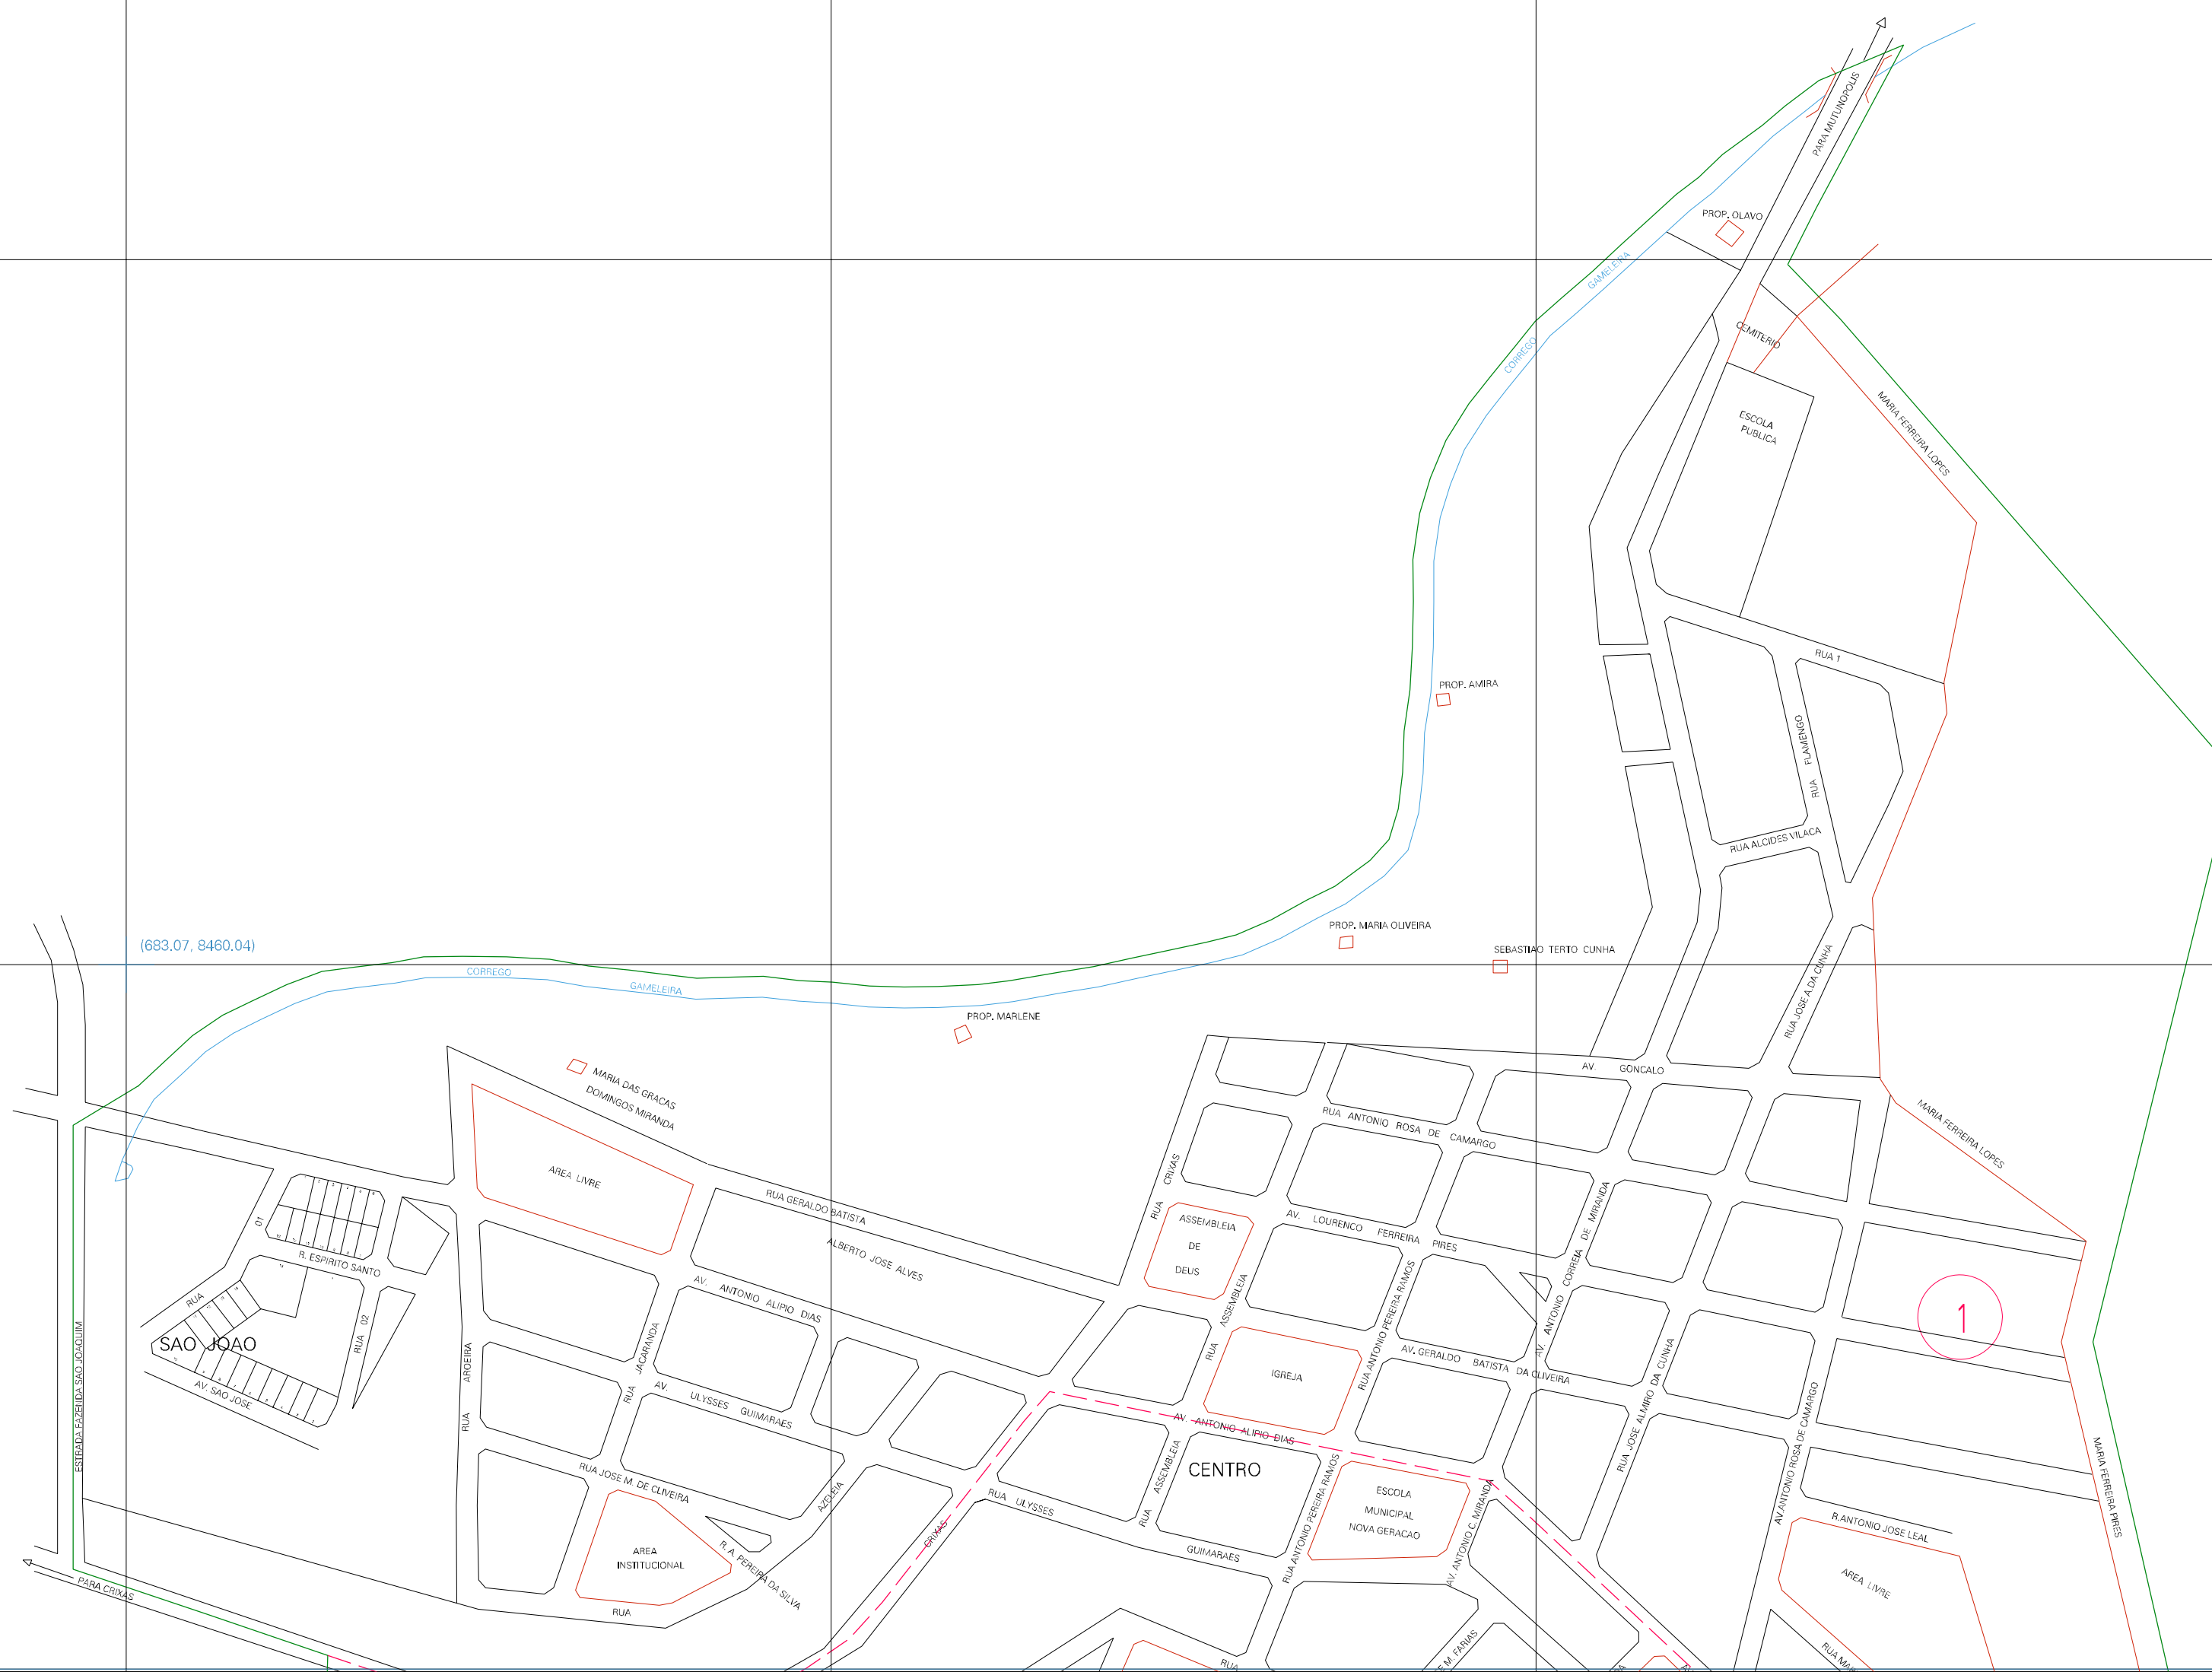 PARA MUTUNOPOLIS
PROP. OLAVO
GAMELEIRA
CORREGO
CEMITERIO
ESCOLA
PUBLICA
MARIA FERREIRA LOPES
RUA 1
PROP. AMIRA
RUA FLAMENGO
RUA ALCIDES VILACA
PROP. MARIA OLIVEIRA
SEBASTIAO TERTO CUNHA
(683.07, 8460.04)
CORREGO
GAMELEIRA
PROP. MARLENE
RUA JOSE A.DA CUNHA
AV. GONCALO
MARIA DAS GRACAS
DOMINGOS MIRANDA
RUA ANTONIO ROSA DE CAMARGO
MARIA FERREIRA LOPES
AREA LIVRE
RUA CRIXAS
RUA GERALDO BATISTA
ALBERTO JOSE ALVES
ASSEMBLEIA
DE
DEUS
AV. LOURENCO FERREIRA PIRES
AV. ANTONIO CORREIA DE MIRANDA
01
R. ESPIRITO SANTO
RUA
RUA 02
SAO JOAO
AV. SAO JOSE
ESTRADA FAZENDA SAO JOAQUIM
RUA AROEIRA
RUA JACARANDA
AV. ANTONIO ALIPIO DIAS
AV. ULYSSES GUIMARAES
RUA ASSEMBLEIA
RUA ANTONIO PEREIRA RAMOS
AV. GERALDO BATISTA DA CLIVEIRA
IGREJA
1
RUA JOSE ALMIRO DA CUNHA
AV.ANTONIO ROSA DE CAMARGO
AV. ANTONIO ALIPIO DIAS
CENTRO
RUA ASSEMBLEIA
RUA ULYSSES
GUIMARAES
RUA ANTONIO PEREIRA RAMOS
ESCOLA
MUNICIPAL
NOVA GERACAO
AV. ANTONIO C. MIRANDA
MARIA FERREIRA PIRES
R.ANTONIO JOSE LEAL
AREA LIVRE
RUA JOSE M. DE CLIVEIRA
AZELEIA
CRIXAS
AREA
INSTITUCIONAL
R. A. PEREIRA DA SILVA
RUA
PARA CRIXAS
RUA
E M. FARIAS
RUA MAR